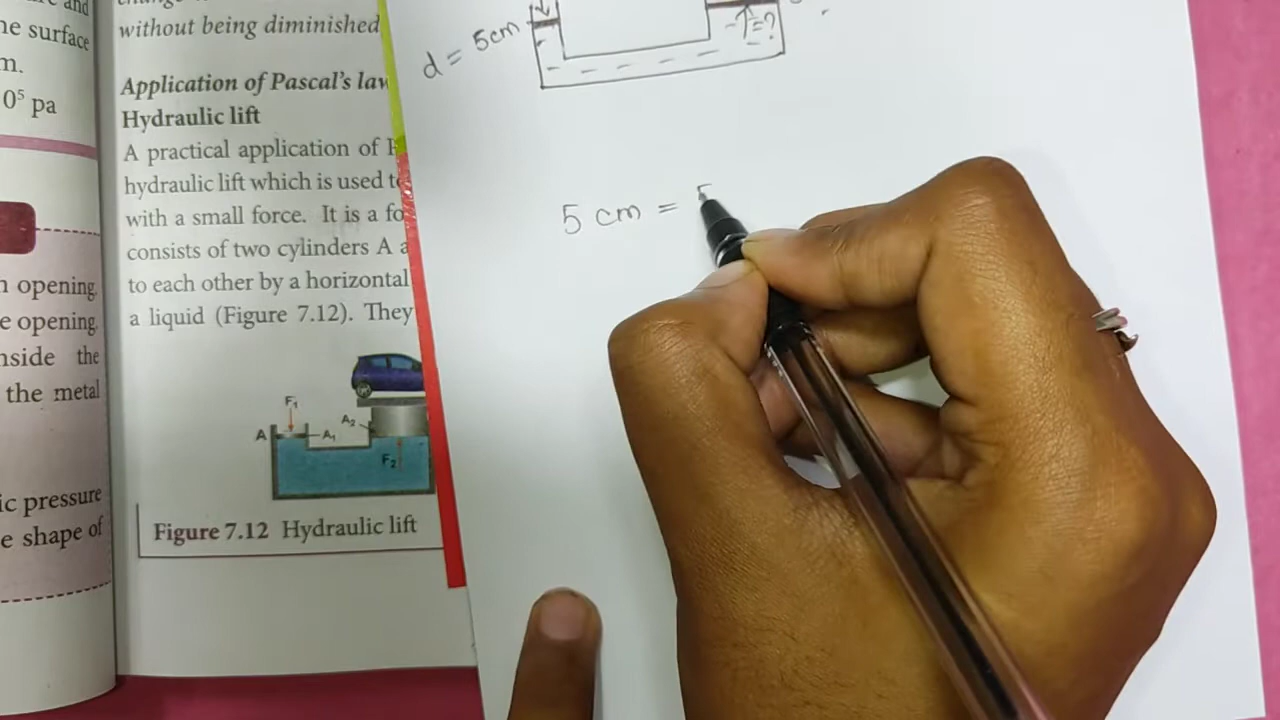 and
he surface
m.
0⁵ pa
n opening.
e opening.
nside the
the metal
ic pressure
e shape of
without being diminished
Application of Pascal's law
Hydraulic lift
A practical application of
hydraulic lift which is used
with a small force. It is a fo
consists of two cylinders A a
to each other by a horizontal
a liquid (Figure 7.12). They
F₁
A
A₁
A₂
F₂
Figure 7.12 Hydraulic lift
d = 5cm
=?
5 cm = 5